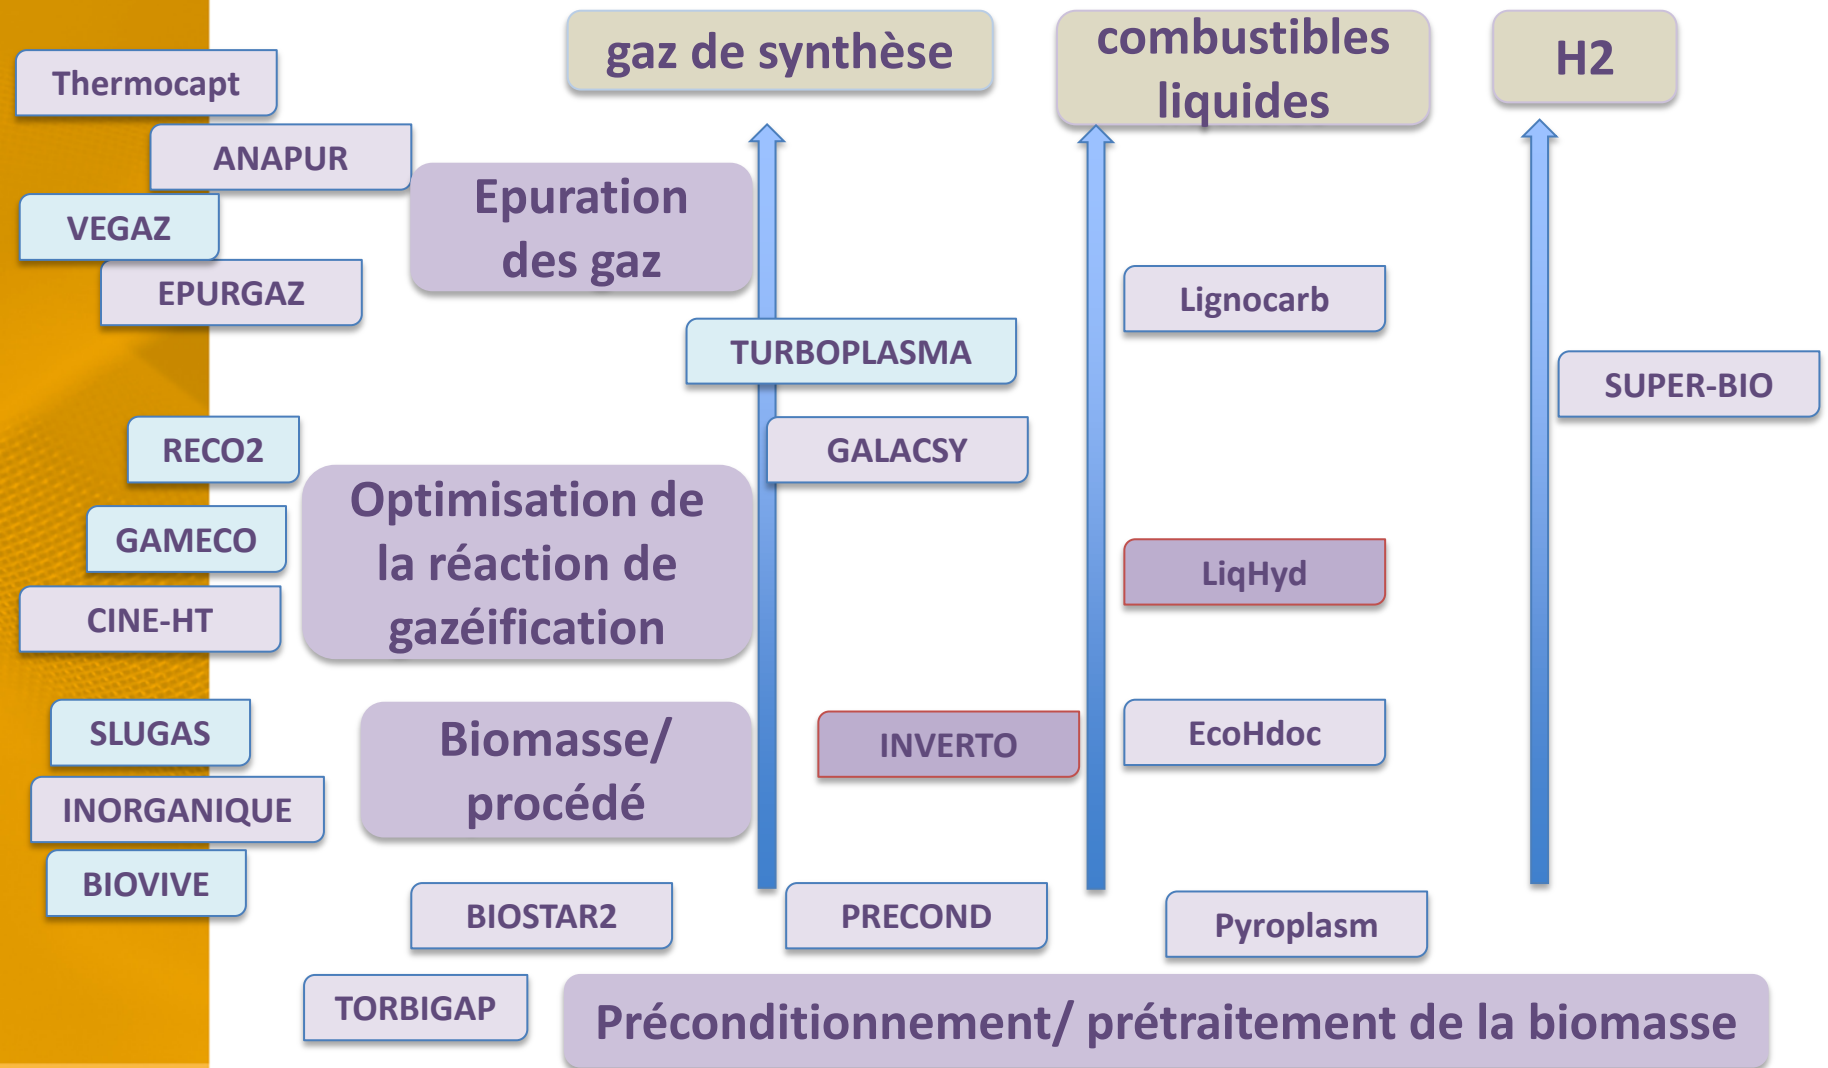 gaz de synthèse
combustibles
liquides
H2
Thermocapt
ANAPUR
VEGAZ
EPURGAZ
Epuration
des gaz
TURBOPLASMA
GALACSY
Lignocarb
SUPER-BIO
RECO2
GAMECO
CINE-HT
Optimisation de
la réaction de
gazéification
LiqHyd
SLUGAS
INORGANIQUE
BIOVIVE
Biomasse/
procédé
INVERTO
EcoHdoc
BIOSTAR2
PRECOND
Pyroplasm
TORBIGAP
Préconditionnement/ prétraitement de la biomasse